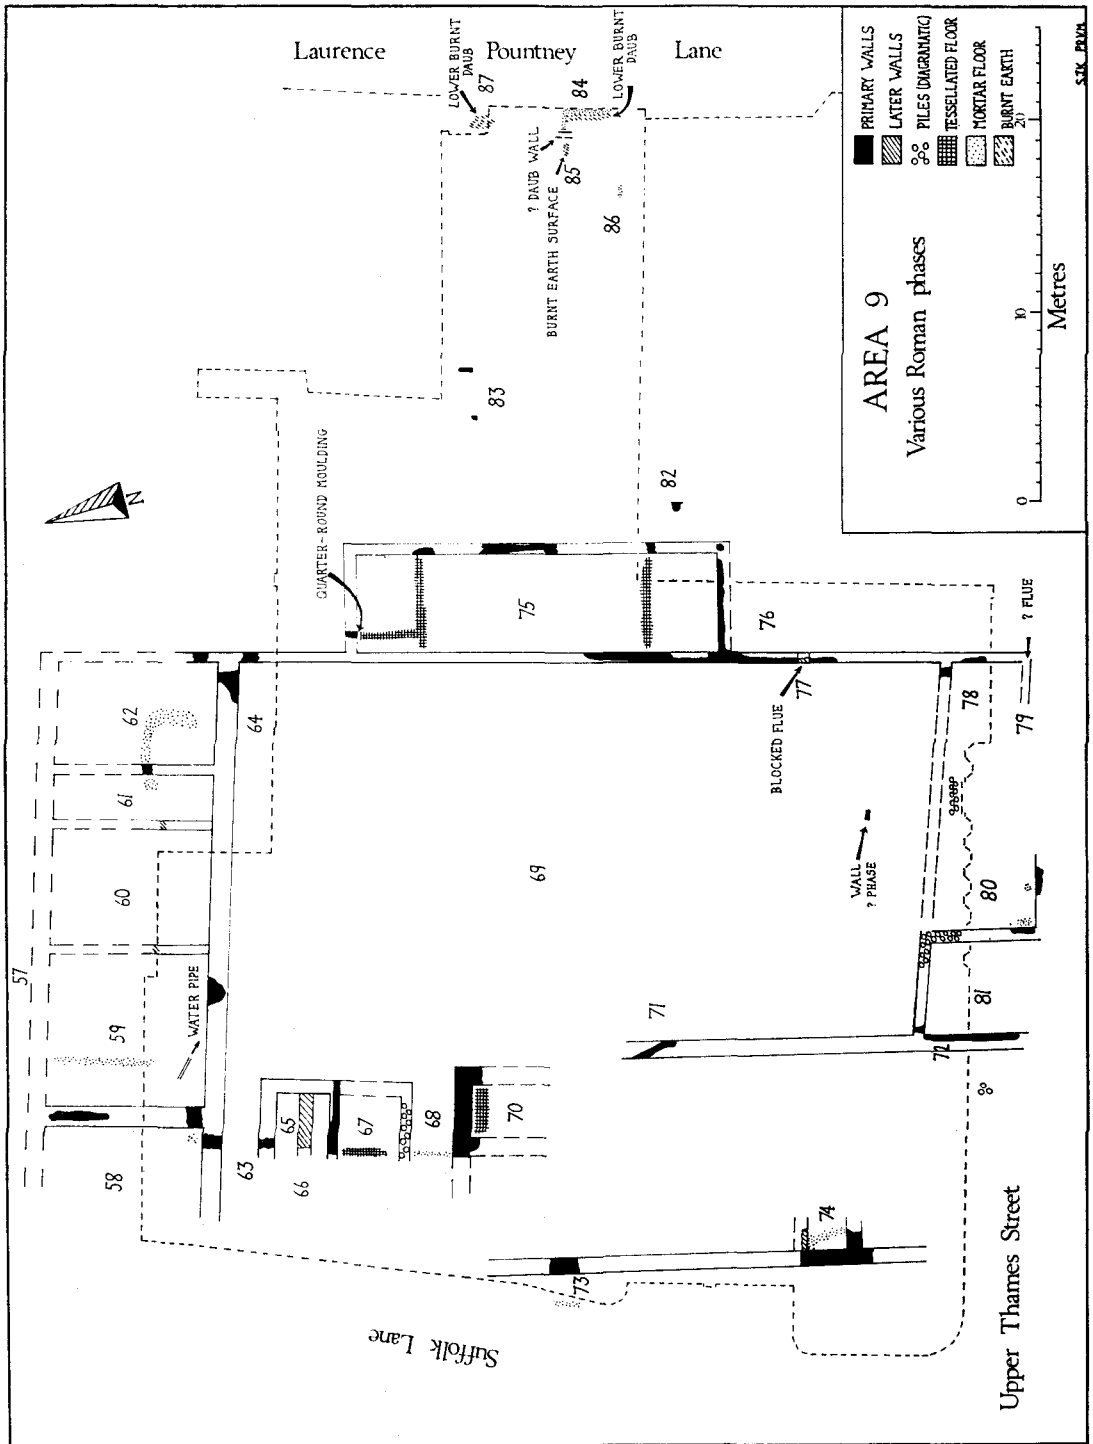 Laurence
Pountney
Lane
LOWER BURNT
DAUB
87
84
LOWER BURNT
DAUB
? DAUB WALL
85
BURNT EARTH SURFACE
86
83
82
N
QUARTER-ROUND MOULDING
75
76
77
BLOCKED FLUE
78
? FLUE
79
57
62
61
60
59
58
64
WATER PIPE
63
65
66
67
68
69
70
71
WALL
? PHASE
72
80
81
73
74
Suffolk Lane
Upper Thames Street
AREA 9
Various Roman phases
PRIMARY WALLS
LATER WALLS
PILES (DIAGRAMATIC)
TESSELLATED FLOOR
MORTAR FLOOR
BURNT EARTH
0
10
20
Metres